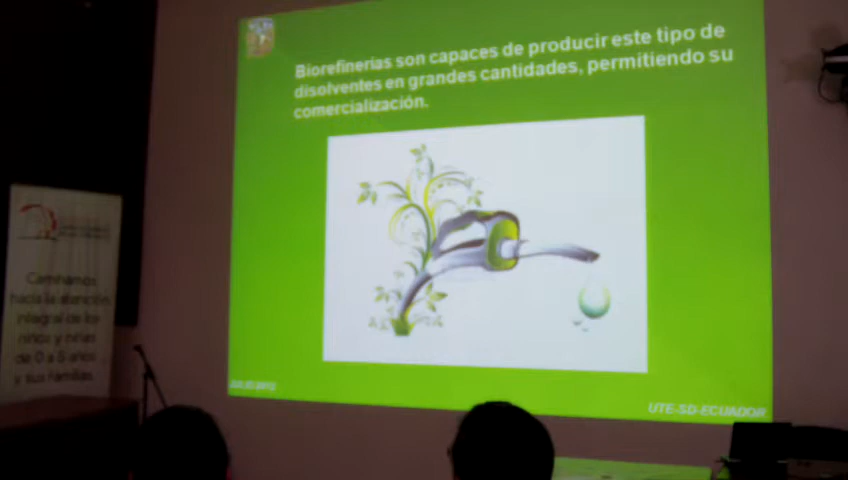 Biorefinerias son capaces de producir este tipo de
disolventes en grandes cantidades, permitiendo su
comercialización.
Caminamos
hacia la atención
integral de los
niños y niñas
de 0 a 5 años
y sus familias.
UTE-SD-ECUADOR